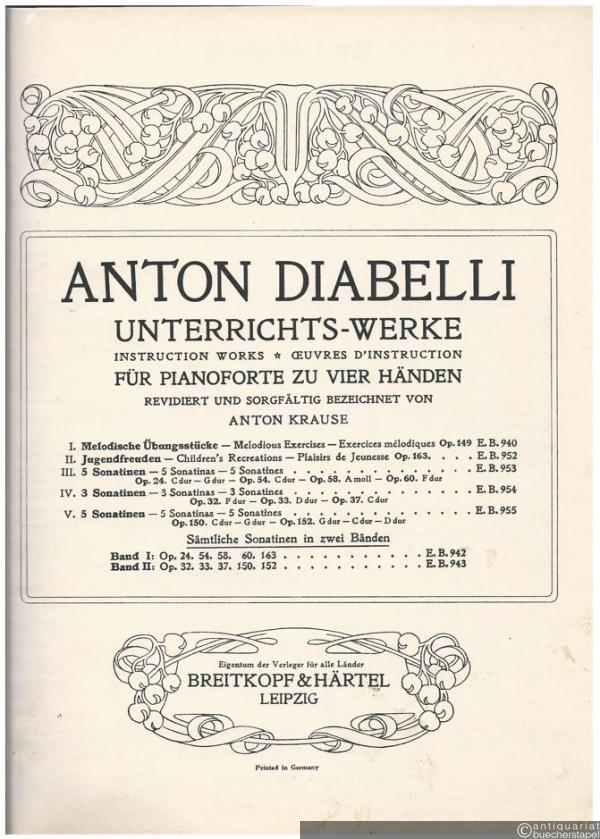 ANTON DIABELLI
UNTERRICHTS-WERKE
INSTRUCTION WORKS * ŒUVRES D'INSTRUCTION
FÜR PIANOFORTE ZU VIER HÄNDEN
REVIDIERT UND SORGFÄLTIG BEZEICHNET VON
ANTON KRAUSE
I. Melodische Übungsstücke — Melodious Exercises — Exercices mélodiques Op. 149 E. B. 940
II. Jugendfreuden — Children's Recreations — Plaisirs de Jeunesse Op. 163. . . . E. B. 952
III. 5 Sonatinen — 5 Sonatinas — 5 Sonatines . . . . . . . . . . . . . . . . E. B. 953
Op. 24. C dur — G dur — Op. 54. C dur — Op. 58. A moll — Op. 60. F dur
IV. 3 Sonatinen — 3 Sonatinas — 3 Sonatines . . . . . . . . . . . . . . . . E. B. 954
Op. 32. F dur — Op. 33. D dur — Op. 37. C dur
V. 5 Sonatinen — 5 Sonatinas — 5 Sonatines . . . . . . . . . . . . . . . . E. B. 955
Op. 150. C dur — G dur — Op. 152. G dur — C dur — D dur
Sämtliche Sonatinen in zwei Bänden
Band I: Op. 24. 54. 58. 60. 163 . . . . . . . . . . . . E. B. 942
Band II: Op. 32. 33. 37. 150. 152 . . . . . . . . . . . . E. B. 943
Eigentum der Verleger für alle Länder
BREITKOPF & HÄRTEL
LEIPZIG
Printed in Germany
©antiquariat
buecherstapel